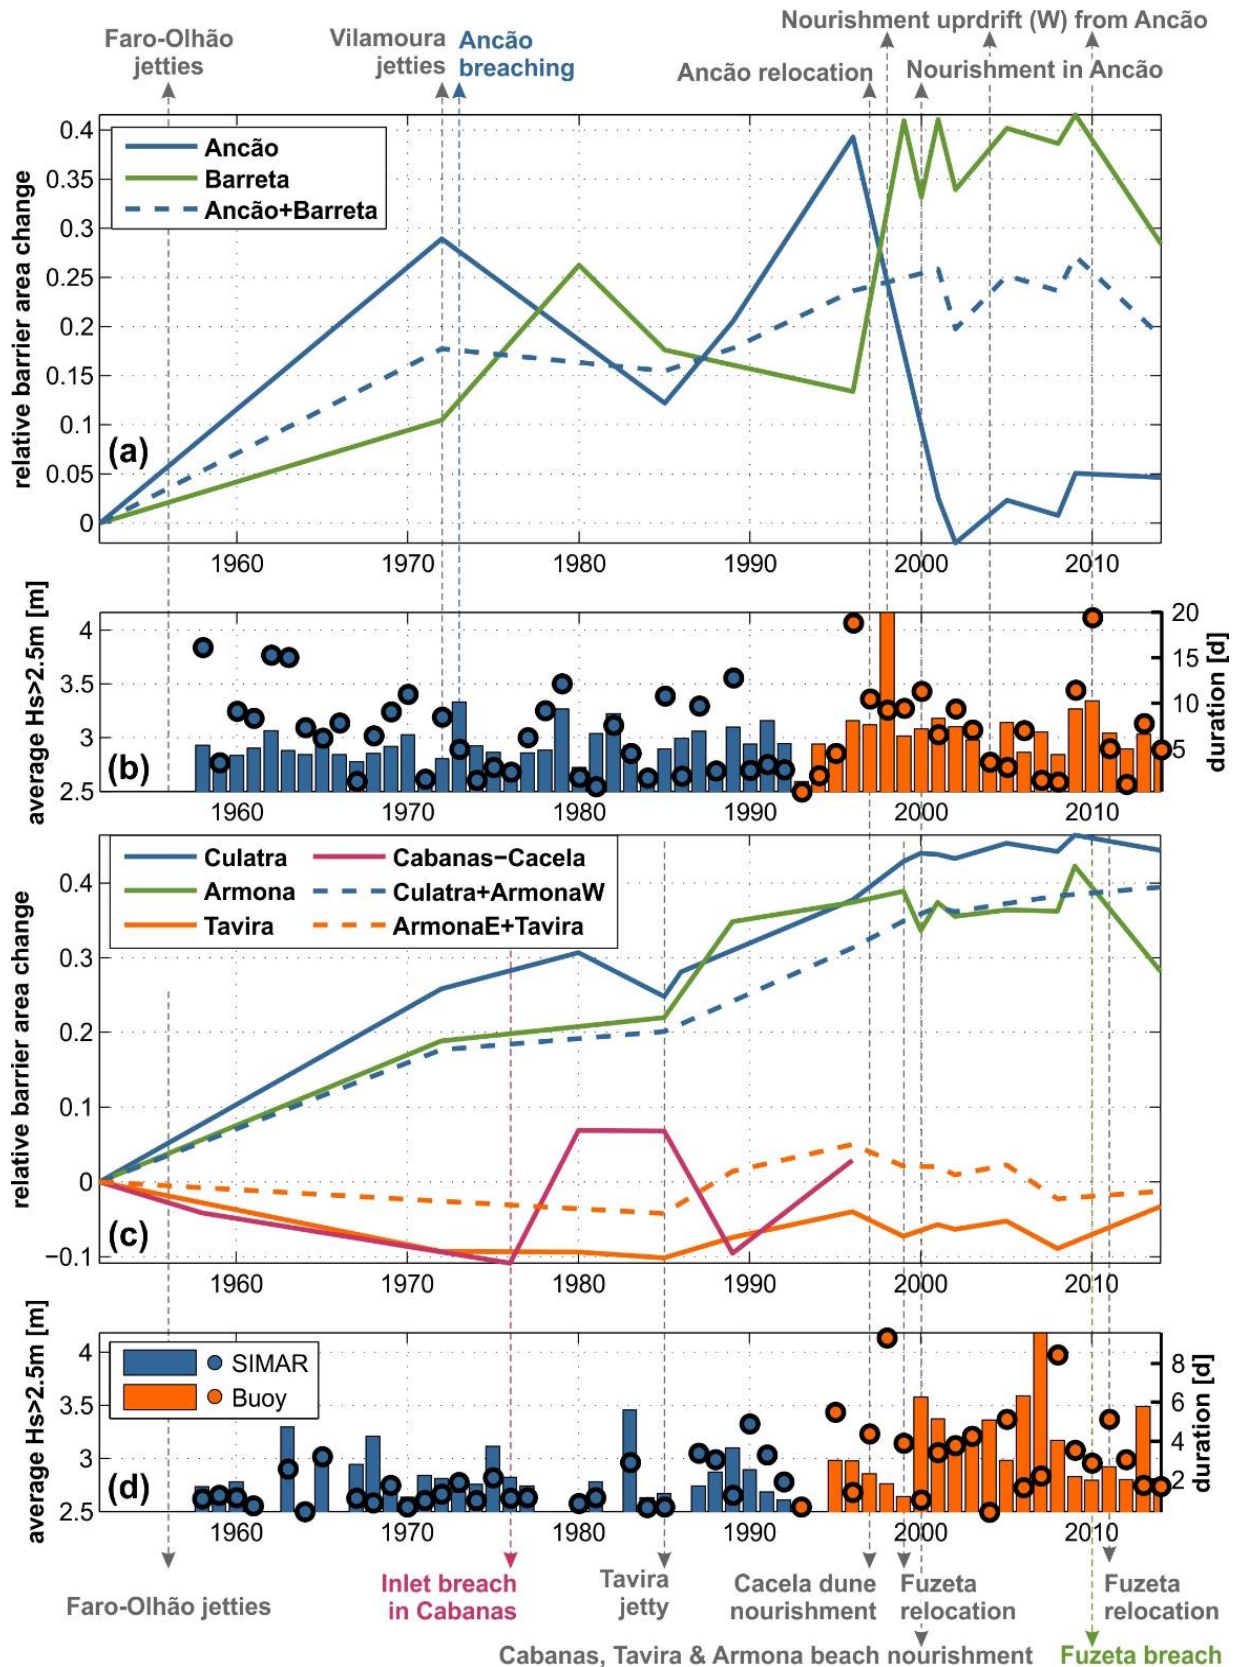 Nourishment uprdrift (W) from Ancão
Faro-Olhão
jetties
Vilamoura
jetties
Ancão
breaching
Ancão relocation
Nourishment in Ancão
relative barrier area change
0.4
0.35
0.3
0.25
0.2
0.15
0.1
0.05
0
Ancão
Barreta
Ancão+Barreta
(a)
1960 1970 1980 1990 2000 2010
average Hs>2.5m [m]
4
3.5
3
2.5
(b)
20
15
10
5
duration [d]
1960 1970 1980 1990 2000 2010
relative barrier area change
0.4
0.3
0.2
0.1
0
−0.1
Culatra
Armona
Tavira
Cabanas−Cacela
Culatra+ArmonaW
ArmonaE+Tavira
(c)
1960 1970 1980 1990 2000 2010
average Hs>2.5m [m]
4
3.5
3
2.5
SIMAR
Buoy
(d)
8
6
4
2
duration [d]
1960 1970 1980 1990 2000 2010
Faro-Olhão jetties
Inlet breach
in Cabanas
Tavira
jetty
Cacela dune
nourishment
Fuzeta
relocation
Fuzeta
relocation
Cabanas, Tavira & Armona beach nourishment
Fuzeta breach